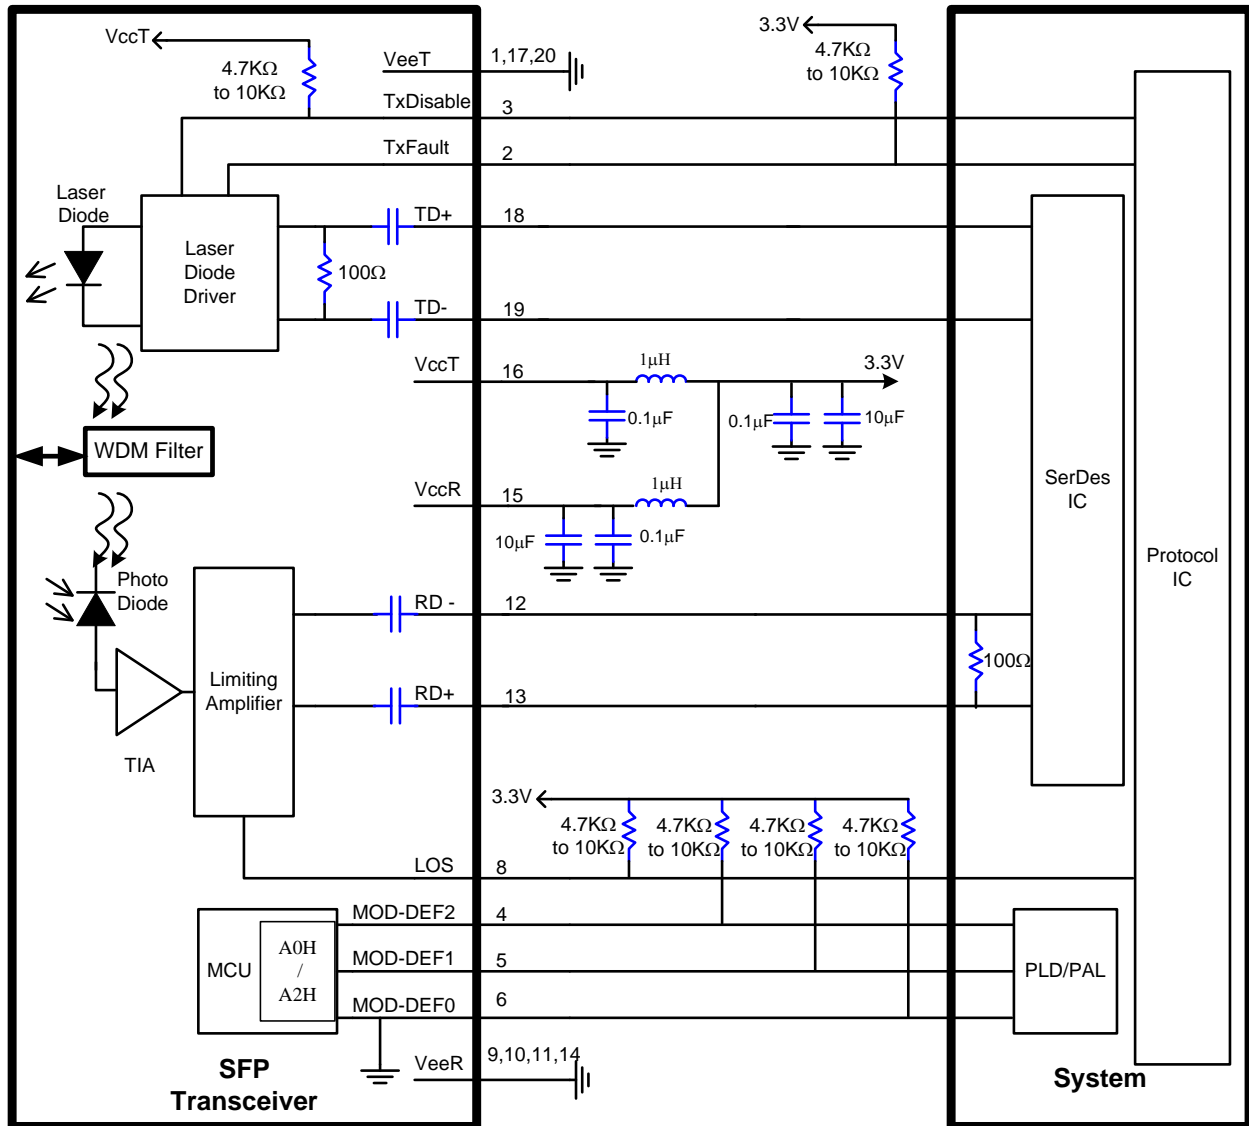 VccT
4.7KΩ
to 10KΩ
VeeT
1,17,20
3.3V
4.7KΩ
to 10KΩ
TxDisable
3
TxFault
2
Laser
Diode
Laser
Diode
Driver
TD+
18
100Ω
TD-
19
VccT
16
1μH
3.3V
0.1μF
0.1μF
10μF
WDM Filter
VccR
15
1μH
10μF
0.1μF
SerDes
IC
Protocol
IC
Photo
Diode
RD -
12
Limiting
Amplifier
RD+
13
100Ω
TIA
3.3V
4.7KΩ
to 10KΩ
4.7KΩ
to 10KΩ
4.7KΩ
to 10KΩ
4.7KΩ
to 10KΩ
LOS
8
MCU
A0H
/
A2H
MOD-DEF2
4
MOD-DEF1
5
MOD-DEF0
6
PLD/PAL
VeeR
9,10,11,14
SFP
Transceiver
System